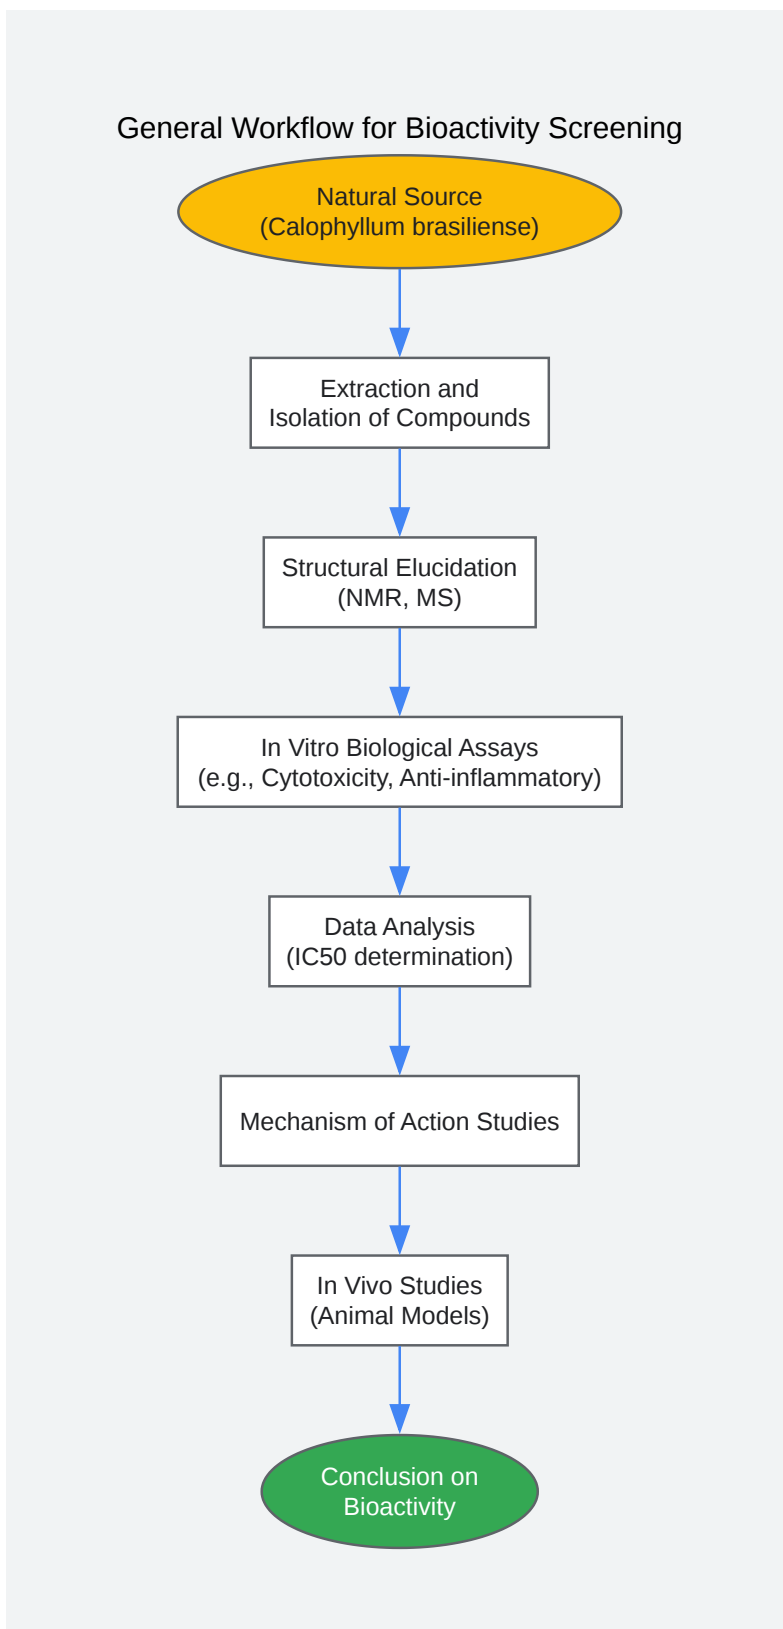 General Workflow for Bioactivity Screening
Natural Source
(Calophyllum brasiliense)
Extraction and
Isolation of Compounds
Structural Elucidation
(NMR, MS)
In Vitro Biological Assays
(e.g., Cytotoxicity, Anti-inflammatory)
Data Analysis
(IC50 determination)
Mechanism of Action Studies
In Vivo Studies
(Animal Models)
Conclusion on
Bioactivity